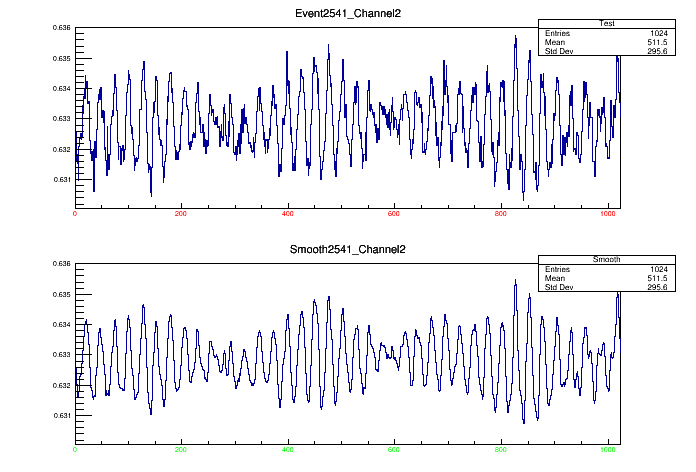 Event2541_Channel2
Test
Entries 1024
Mean 511.5
Std Dev 295.6
0.636
0.635
0.634
0.633
0.632
0.631
0 200 400 600 800 1000
Smooth2541_Channel2
Smooth
Entries 1024
Mean 511.5
Std Dev 295.6
0.636
0.635
0.634
0.633
0.632
0.631
0 200 400 600 800 1000